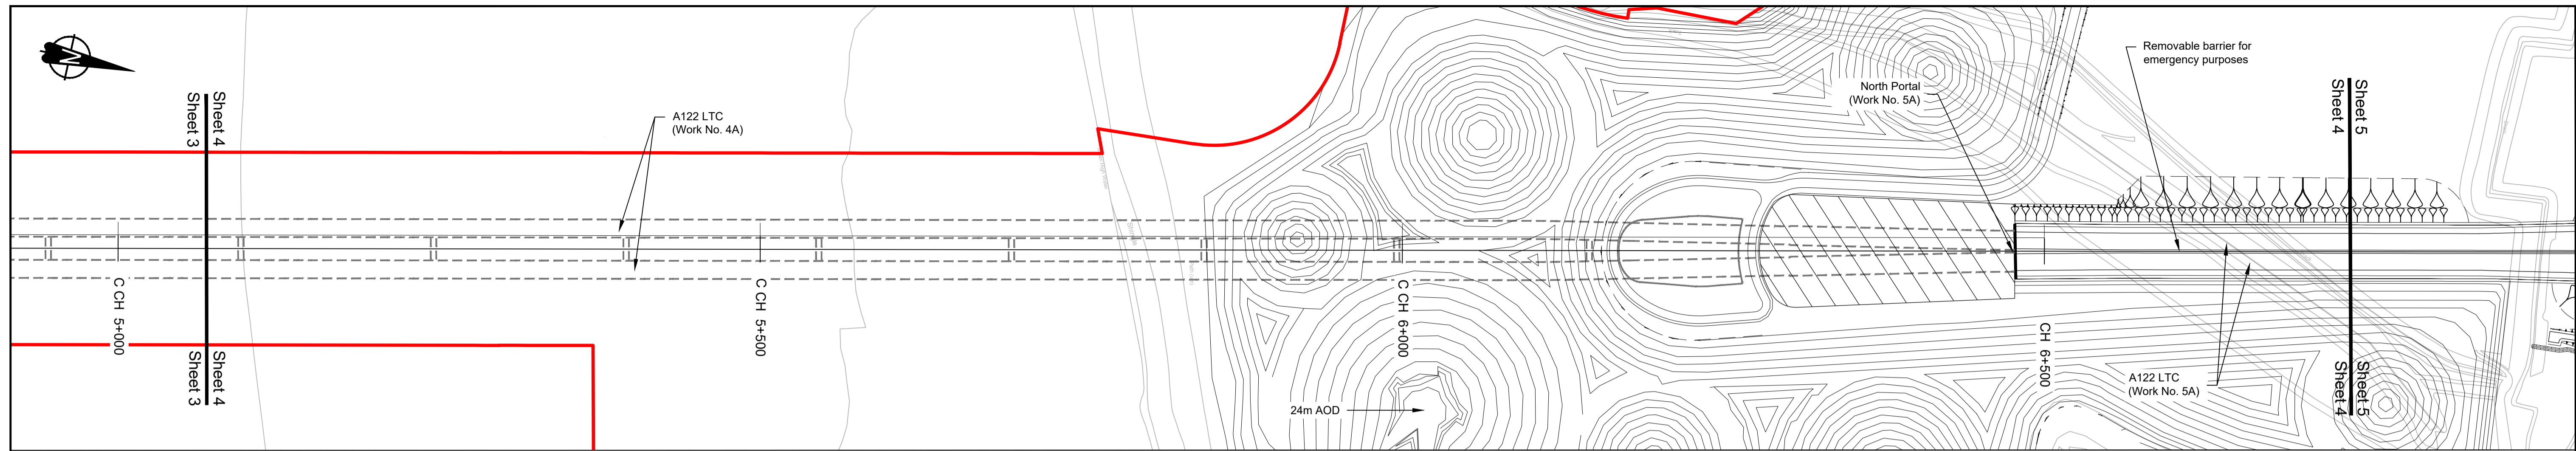 N
Sheet 3
Sheet 4
Sheet 3
Sheet 4
C CH 5+000
A122 LTC
(Work No. 4A)
C CH 5+500
C CH 6+000
24m AOD
North Portal
(Work No. 5A)
Removable barrier for
emergency purposes
CH 6+500
A122 LTC
(Work No. 5A)
Sheet 4
Sheet 5
Sheet 4
Sheet 5